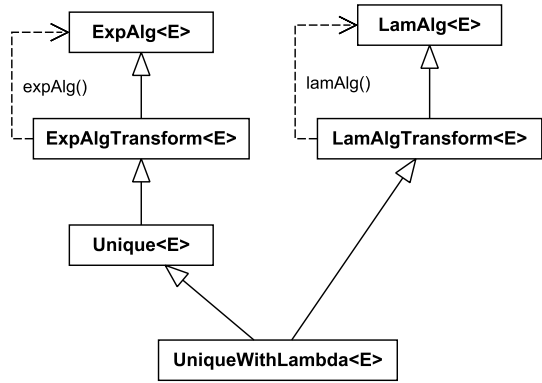 ExpAlg<E>
LamAlg<E>
expAlg()
lamAlg()
ExpAlgTransform<E>
LamAlgTransform<E>
Unique<E>
UniqueWithLambda<E>